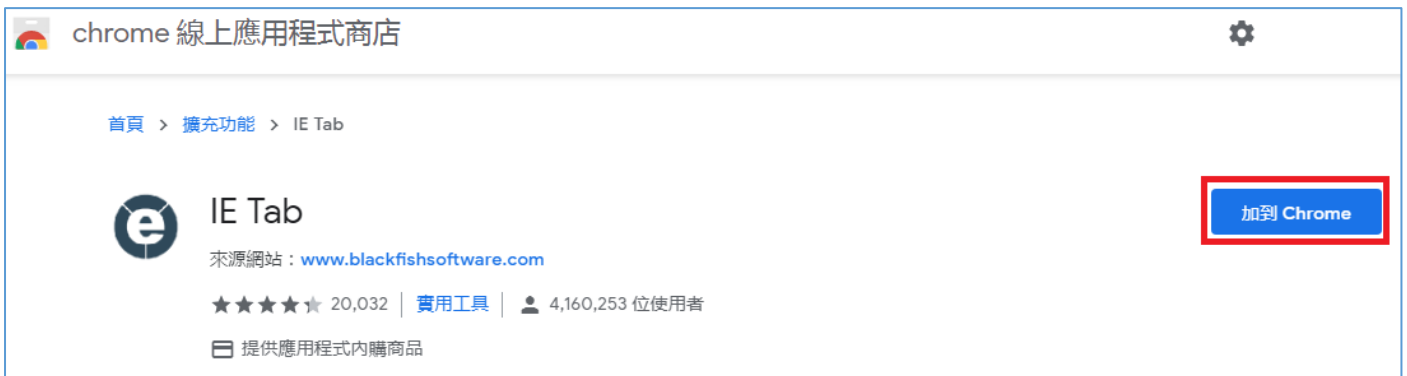 chrome 線上應用程式商店
首頁 > 擴充功能 > IE Tab
IE Tab
加到 Chrome
來源網站：www.blackfishsoftware.com
20,032 | 實用工具 | 4,160,253 位使用者
提供應用程式內購商品